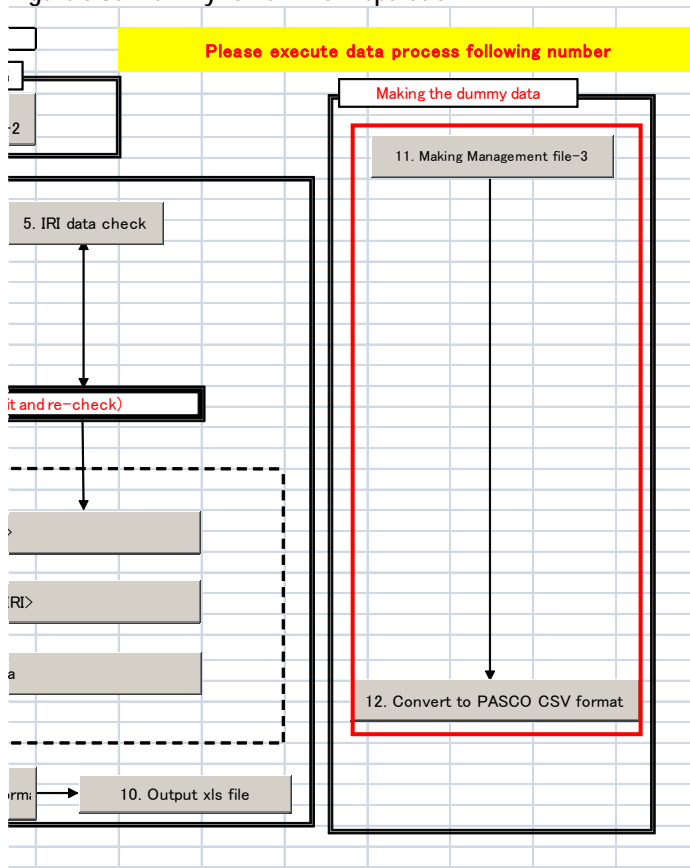 Please execute data process following number
Making the dummy data
-2
11. Making Management file-3
5. IRI data check
it and re-check)
>
RI>
a
12. Convert to PASCO CSV format
10. Output xls file